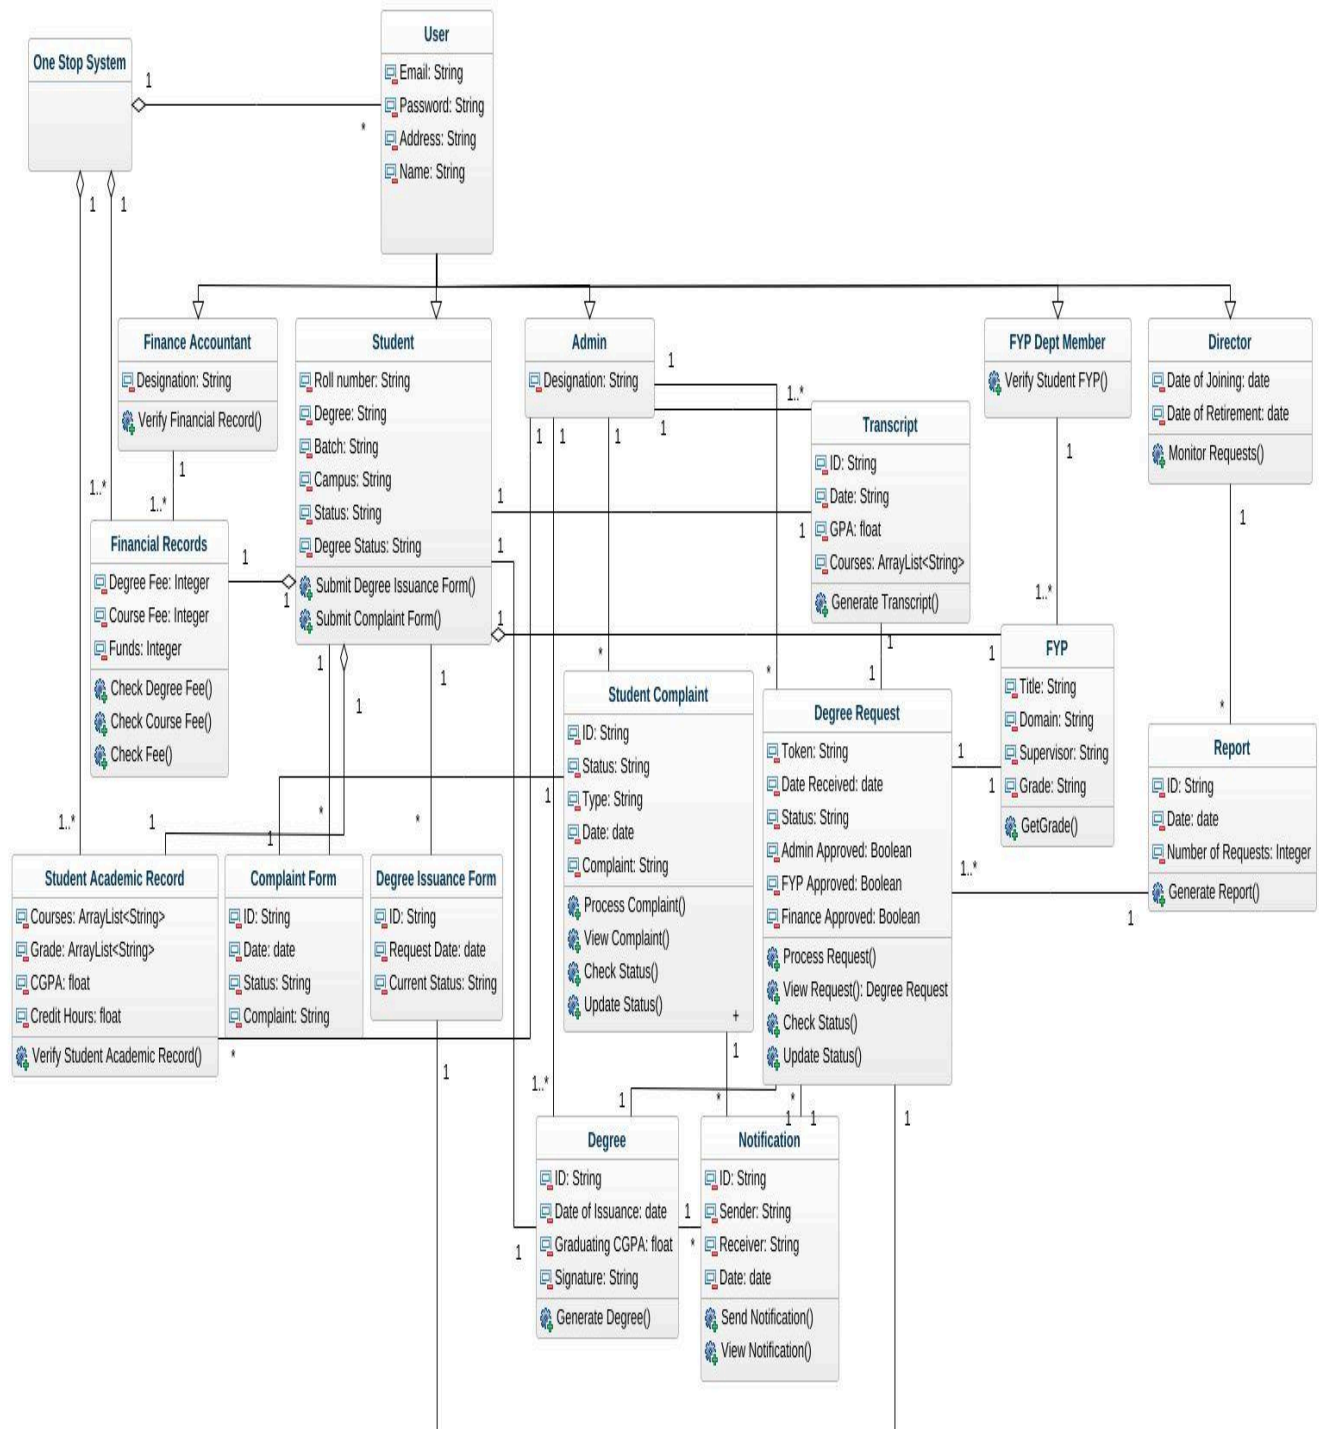 One Stop System
1
*
1
1
User
Email: String
Password: String
Address: String
Name: String
Finance Accountant
Designation: String
Verify Financial Record()
1
1..*
1..*
Student
Roll number: String
Degree: String
Batch: String
Campus: String
Status: String
Degree Status: String
Submit Degree Issuance Form()
Submit Complaint Form()
Admin
Designation: String
1
1..*
1
1
1
1
FYP Dept Member
Verify Student FYP()
1
1..*
Director
Date of Joining: date
Date of Retirement: date
Monitor Requests()
1
*
Transcript
ID: String
Date: String
GPA: float
Courses: ArrayList<String>
Generate Transcript()
1
1
1
1
1
1
Financial Records
Degree Fee: Integer
Course Fee: Integer
Funds: Integer
Check Degree Fee()
Check Course Fee()
Check Fee()
1
1
1
1
1
1
*
*
FYP
Title: String
Domain: String
Supervisor: String
Grade: String
GetGrade()
Student Complaint
ID: String
Status: String
Type: String
Date: date
Complaint: String
Process Complaint()
View Complaint()
Check Status()
Update Status()
+
1
Degree Request
Token: String
Date Received: date
Status: String
Admin Approved: Boolean
FYP Approved: Boolean
Finance Approved: Boolean
Process Request()
View Request(): Degree Request
Check Status()
Update Status()
1
1
1..*
1
Report
ID: String
Date: date
Number of Requests: Integer
Generate Report()
1..*
1
1
1
*
*
Student Academic Record
Courses: ArrayList<String>
Grade: ArrayList<String>
CGPA: float
Credit Hours: float
Verify Student Academic Record()
*
Complaint Form
ID: String
Date: date
Status: String
Complaint: String
Degree Issuance Form
ID: String
Request Date: date
Current Status: String
1
1..*
1
*
*
1
1
1
Degree
ID: String
Date of Issuance: date
Graduating CGPA: float
Signature: String
Generate Degree()
1
1
*
Notification
ID: String
Sender: String
Receiver: String
Date: date
Send Notification()
View Notification()